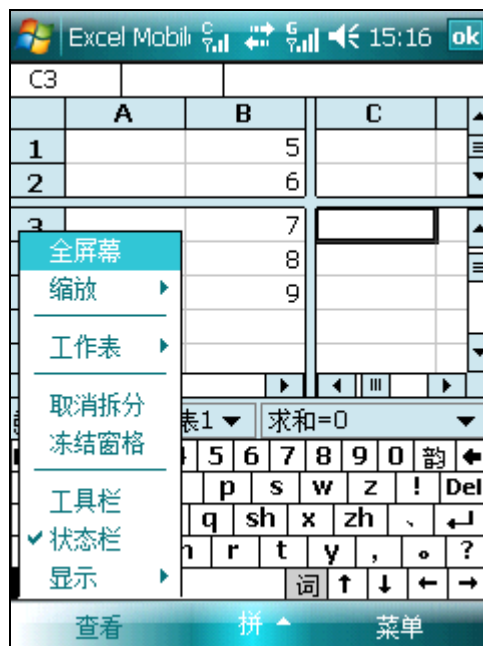 Excel Mobil 15:16 ok
C3
A B C
1 5
2 6
3 7
全屏幕 8
缩放 9
工作表
取消拆分 表1 求和=0
冻结窗格 5 6 7 8 9 0 韵
p s w z ! Del
工具栏 q sh x zh 、
状态栏 h r t y , 。 ?
显示 词
查看 拼 菜单